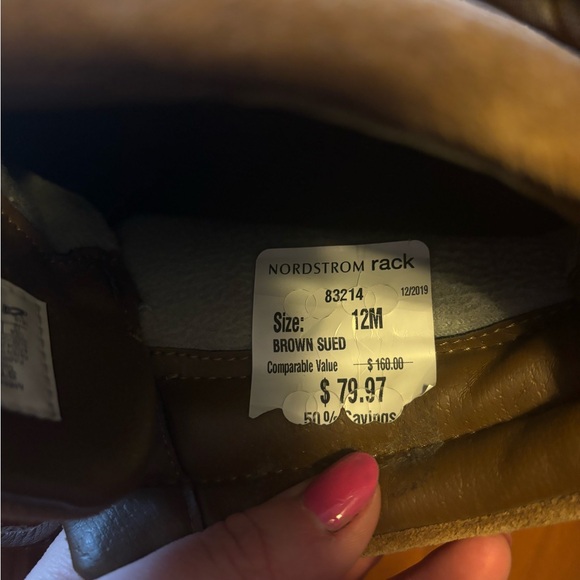 NORDSTROM rack
83214 12/2019
Size: 12M
BROWN SUED
Comparable Value $160.00
$79.97
50% Savings